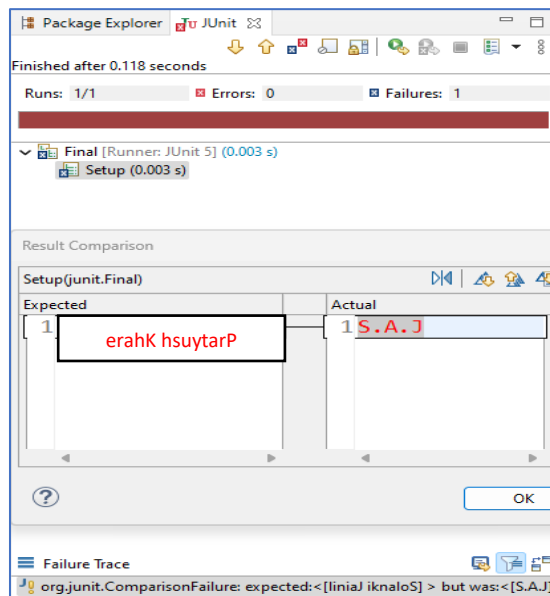 Package Explorer JUnit
Finished after 0.118 seconds
Runs: 1/1 Errors: 0 Failures: 1
Final [Runner: JUnit 5] (0.003 s)
Setup (0.003 s)
Result Comparison
Setup(junit.Final)
Expected Actual
1 erahK hsuytarP 1 S.A.J
OK
Failure Trace
org.junit.ComparisonFailure: expected:<[liniaJ iknaloS] > but was:<[S.A.J]